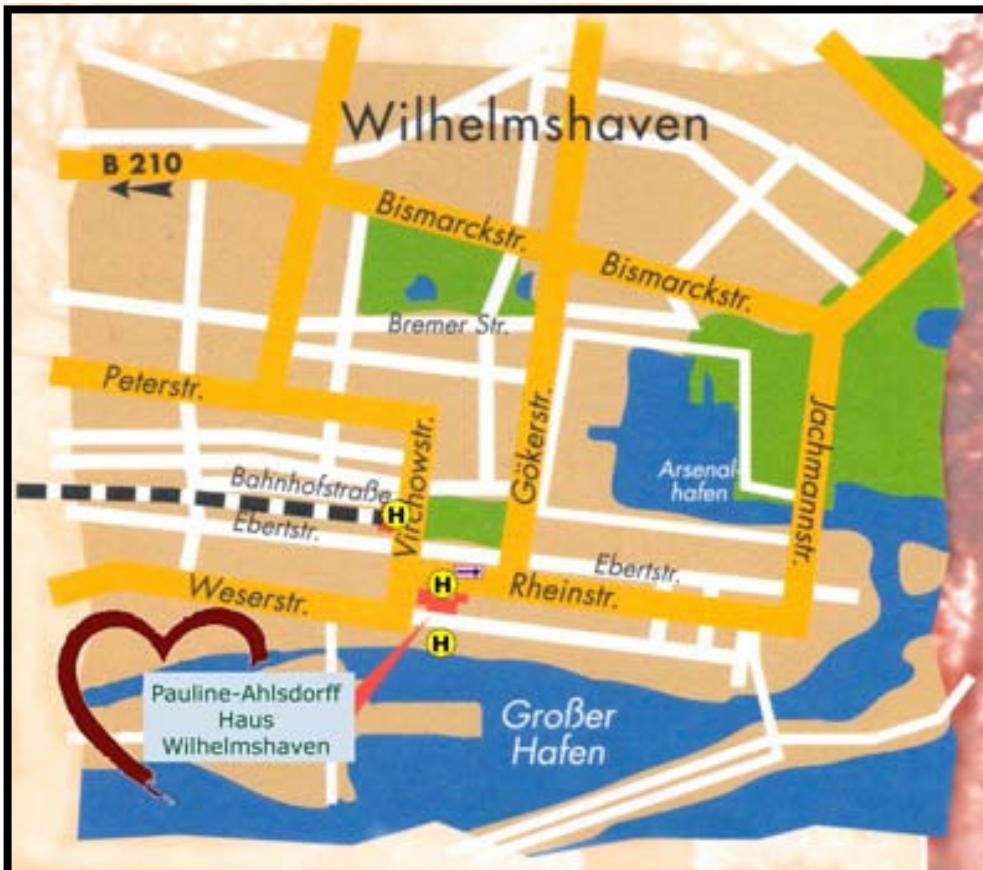 Wilhelmshaven
B 210
Bismarckstr.
Bismarckstr.
Bremer Str.
Peterstr.
Jachmannstr.
Virchowstr.
Gökerstr.
Arsenal-
hafen
Bahnhofstraße
H
Ebertstr.
Ebertstr.
H
Weserstr.
Rheinstr.
H
Pauline-Ahlsdorff
Haus
Wilhelmshaven
Großer
Hafen